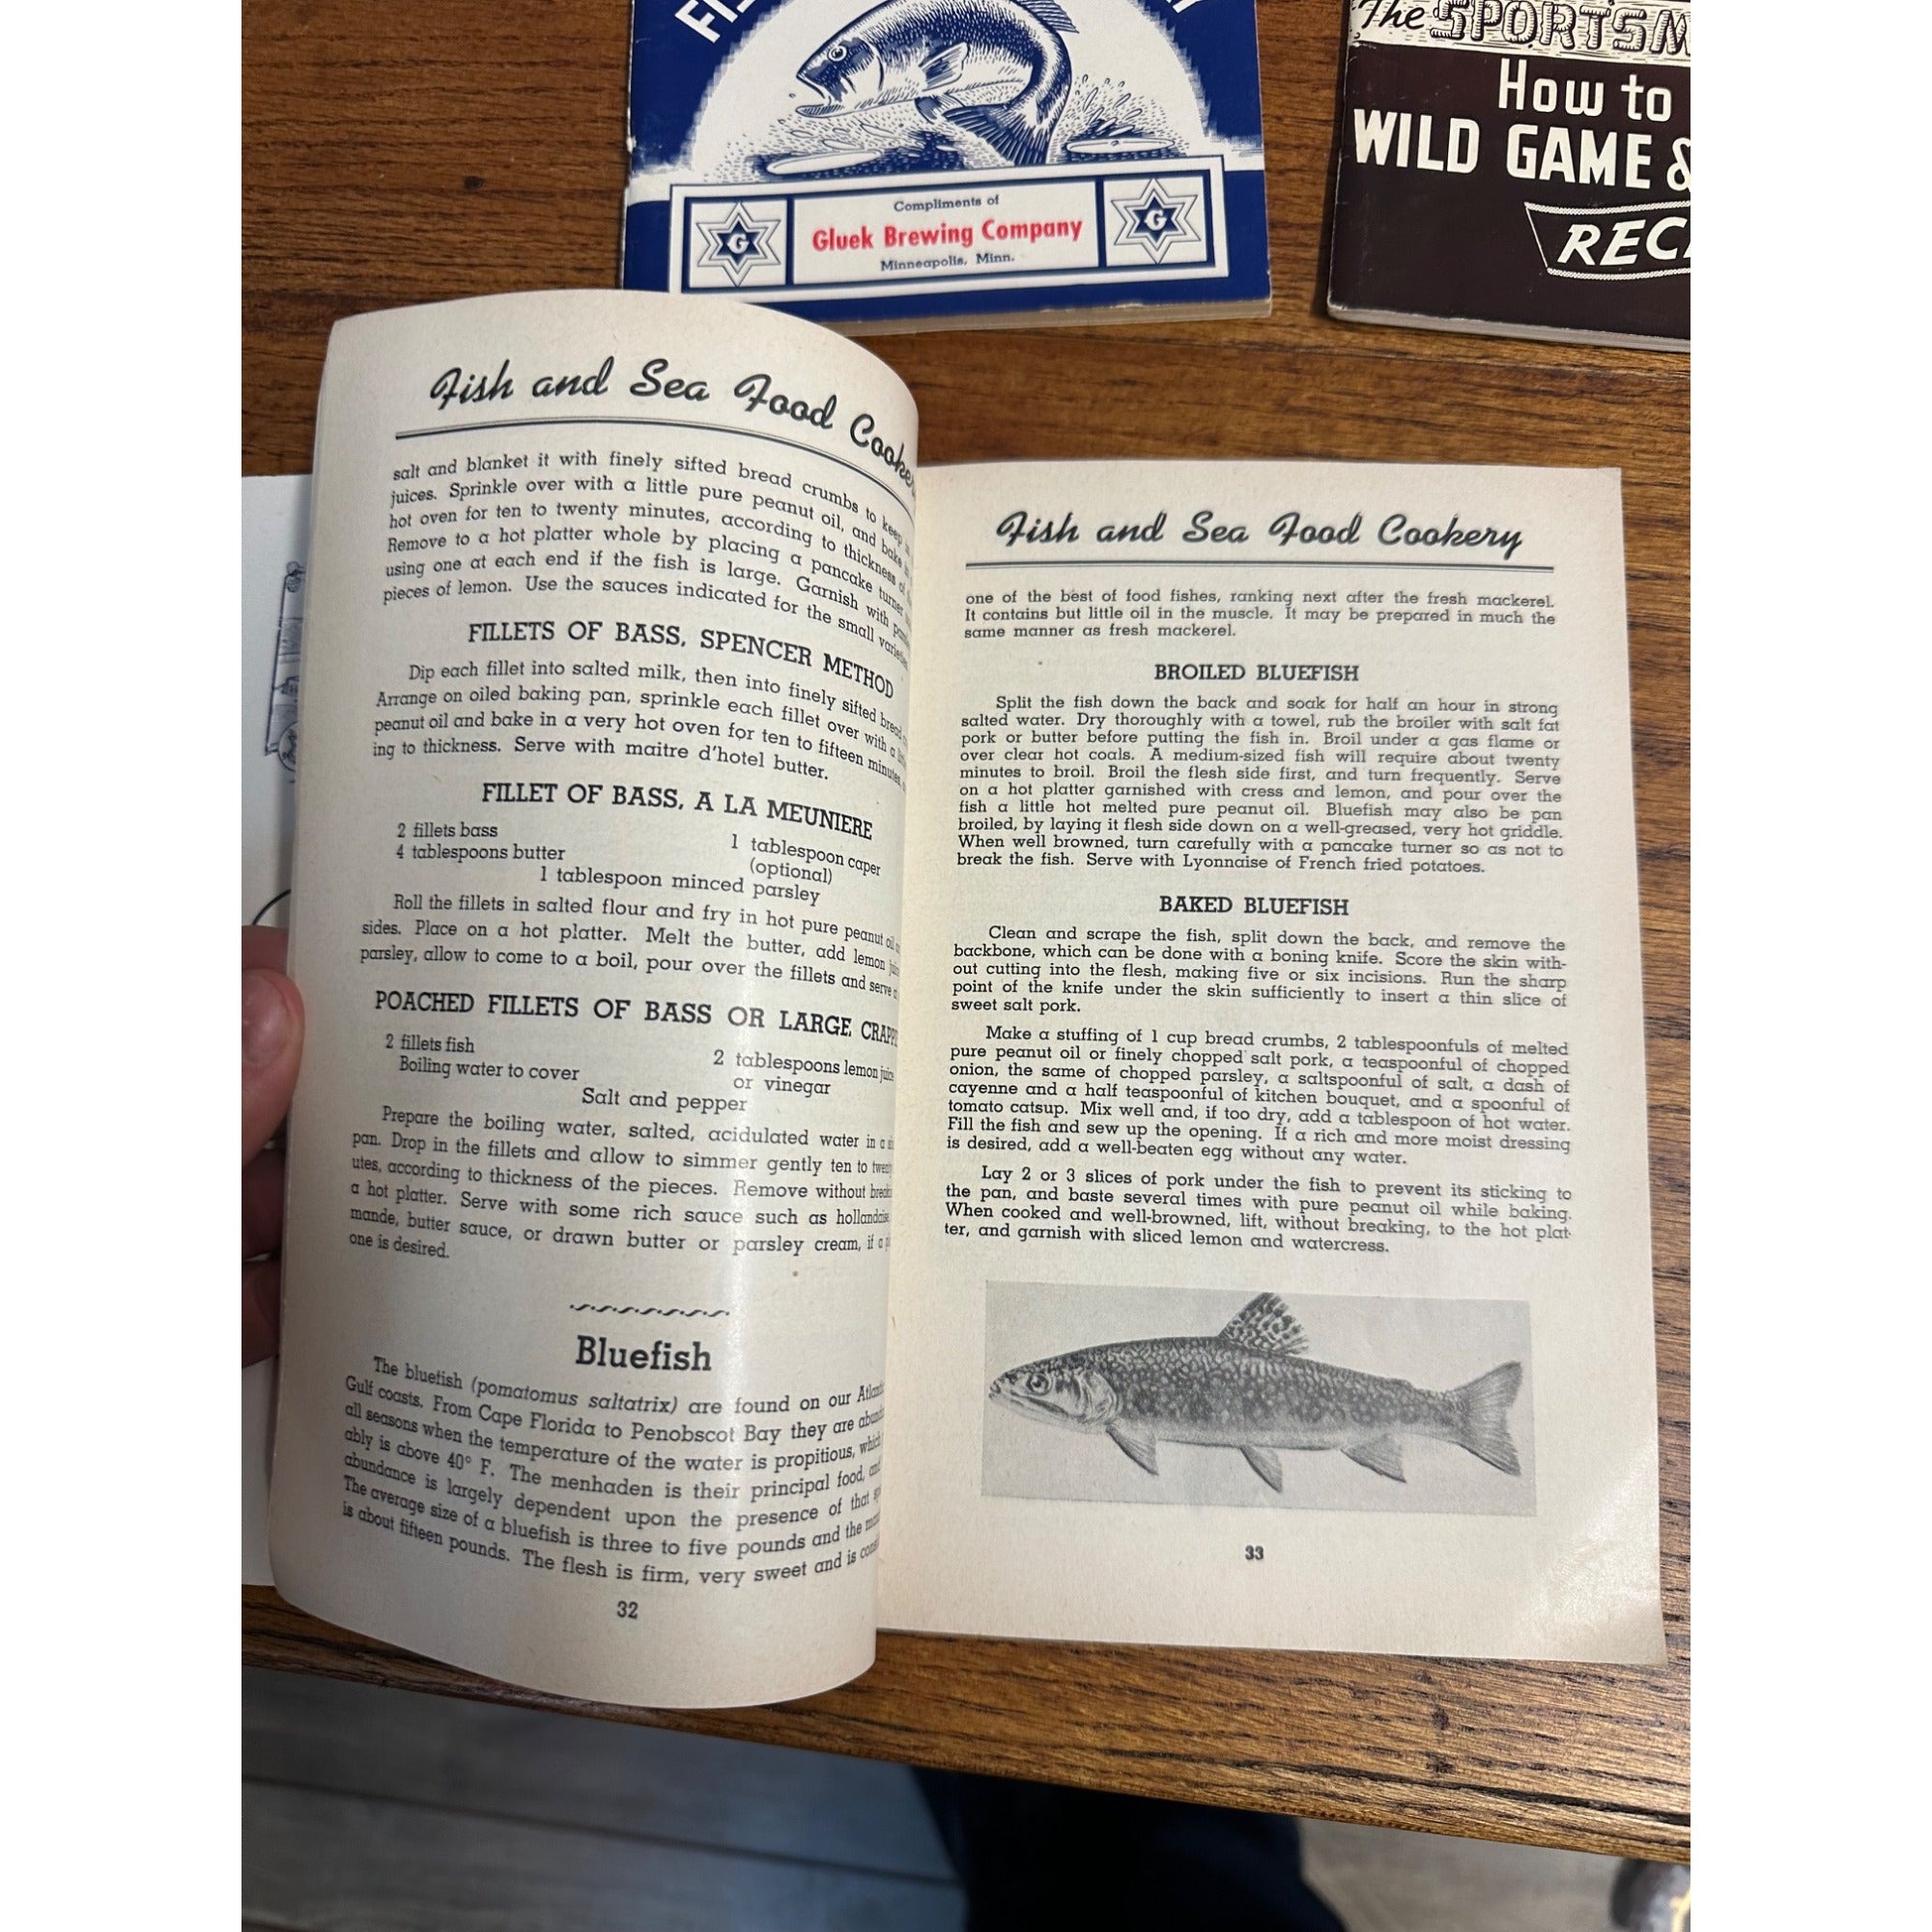 Compliments of
G
Gluek Brewing Company
G
Minneapolis, Minn.
The SPORTSM
How to
WILD GAME &
REC
Fish and Sea Food Cooker
salt and blanket it with finely sifted bread crumbs to keep in
juices. Sprinkle over with a little pure peanut oil, and bake in
hot oven for ten to twenty minutes, according to thickness of
Remove to a hot platter whole by placing a pancake turner
using one at each end if the fish is large. Garnish with
pieces of lemon. Use the sauces indicated for the small varieties
FILLETS OF BASS, SPENCER METHOD
Dip each fillet into salted milk, then into finely sifted bread
Arrange on oiled baking pan, sprinkle each fillet over with a
peanut oil and bake in a very hot oven for ten to fifteen minutes,
ing to thickness. Serve with maitre d'hotel butter.
FILLET OF BASS, A LA MEUNIERE
2 fillets bass
4 tablespoons butter
1 tablespoon caper
(optional)
1 tablespoon minced parsley
Roll the fillets in salted flour and fry in hot pure peanut oil
sides. Place on a hot platter. Melt the butter, add lemon
parsley, allow to come to a boil, pour over the fillets and serve
POACHED FILLETS OF BASS OR LARGE CRAPP
2 fillets fish
Boiling water to cover
2 tablespoons lemon juice
or vinegar
Salt and pepper
Prepare the boiling water, salted, acidulated water in a
pan. Drop in the fillets and allow to simmer gently ten to
utes, according to thickness of the pieces. Remove without
a hot platter. Serve with some rich sauce such as hollandaise,
mande, butter sauce, or drawn butter or parsley cream, if a
one is desired.
Bluefish
The bluefish (pomatomus saltatrix) are found on our
Gulf coasts. From Cape Florida to Penobscot Bay they are
all seasons when the temperature of the water is propitious,
ably is above 40° F. The menhaden is their principal food,
abundance is largely dependent upon the presence of that
The average size of a bluefish is three to five pounds and the
is about fifteen pounds. The flesh is firm, very sweet and is
32
Fish and Sea Food Cookery
one of the best of food fishes, ranking next after the fresh mackerel.
It contains but little oil in the muscle. It may be prepared in much the
same manner as fresh mackerel.
BROILED BLUEFISH
Split the fish down the back and soak for half an hour in strong
salted water. Dry thoroughly with a towel, rub the broiler with salt fat
pork or butter before putting the fish in. Broil under a gas flame or
over clear hot coals. A medium-sized fish will require about twenty
minutes to broil. Broil the flesh side first, and turn frequently. Serve
on a hot platter garnished with cress and lemon, and pour over the
fish a little hot melted pure peanut oil. Bluefish may also be pan
broiled, by laying it flesh side down on a well-greased, very hot griddle.
When well browned, turn carefully with a pancake turner so as not to
break the fish. Serve with Lyonnaise of French fried potatoes.
BAKED BLUEFISH
Clean and scrape the fish, split down the back, and remove the
backbone, which can be done with a boning knife. Score the skin with-
out cutting into the flesh, making five or six incisions. Run the sharp
point of the knife under the skin sufficiently to insert a thin slice of
sweet salt pork.
Make a stuffing of 1 cup bread crumbs, 2 tablespoonfuls of melted
pure peanut oil or finely chopped salt pork, a teaspoonful of chopped
onion, the same of chopped parsley, a saltspoonful of salt, a dash of
cayenne and a half teaspoonful of kitchen bouquet, and a spoonful of
tomato catsup. Mix well and, if too dry, add a tablespoon of hot water.
Fill the fish and sew up the opening. If a rich and more moist dressing
is desired, add a well-beaten egg without any water.
Lay 2 or 3 slices of pork under the fish to prevent its sticking to
the pan, and baste several times with pure peanut oil while baking.
When cooked and well-browned, lift, without breaking, to the hot plat-
ter, and garnish with sliced lemon and watercress.
33